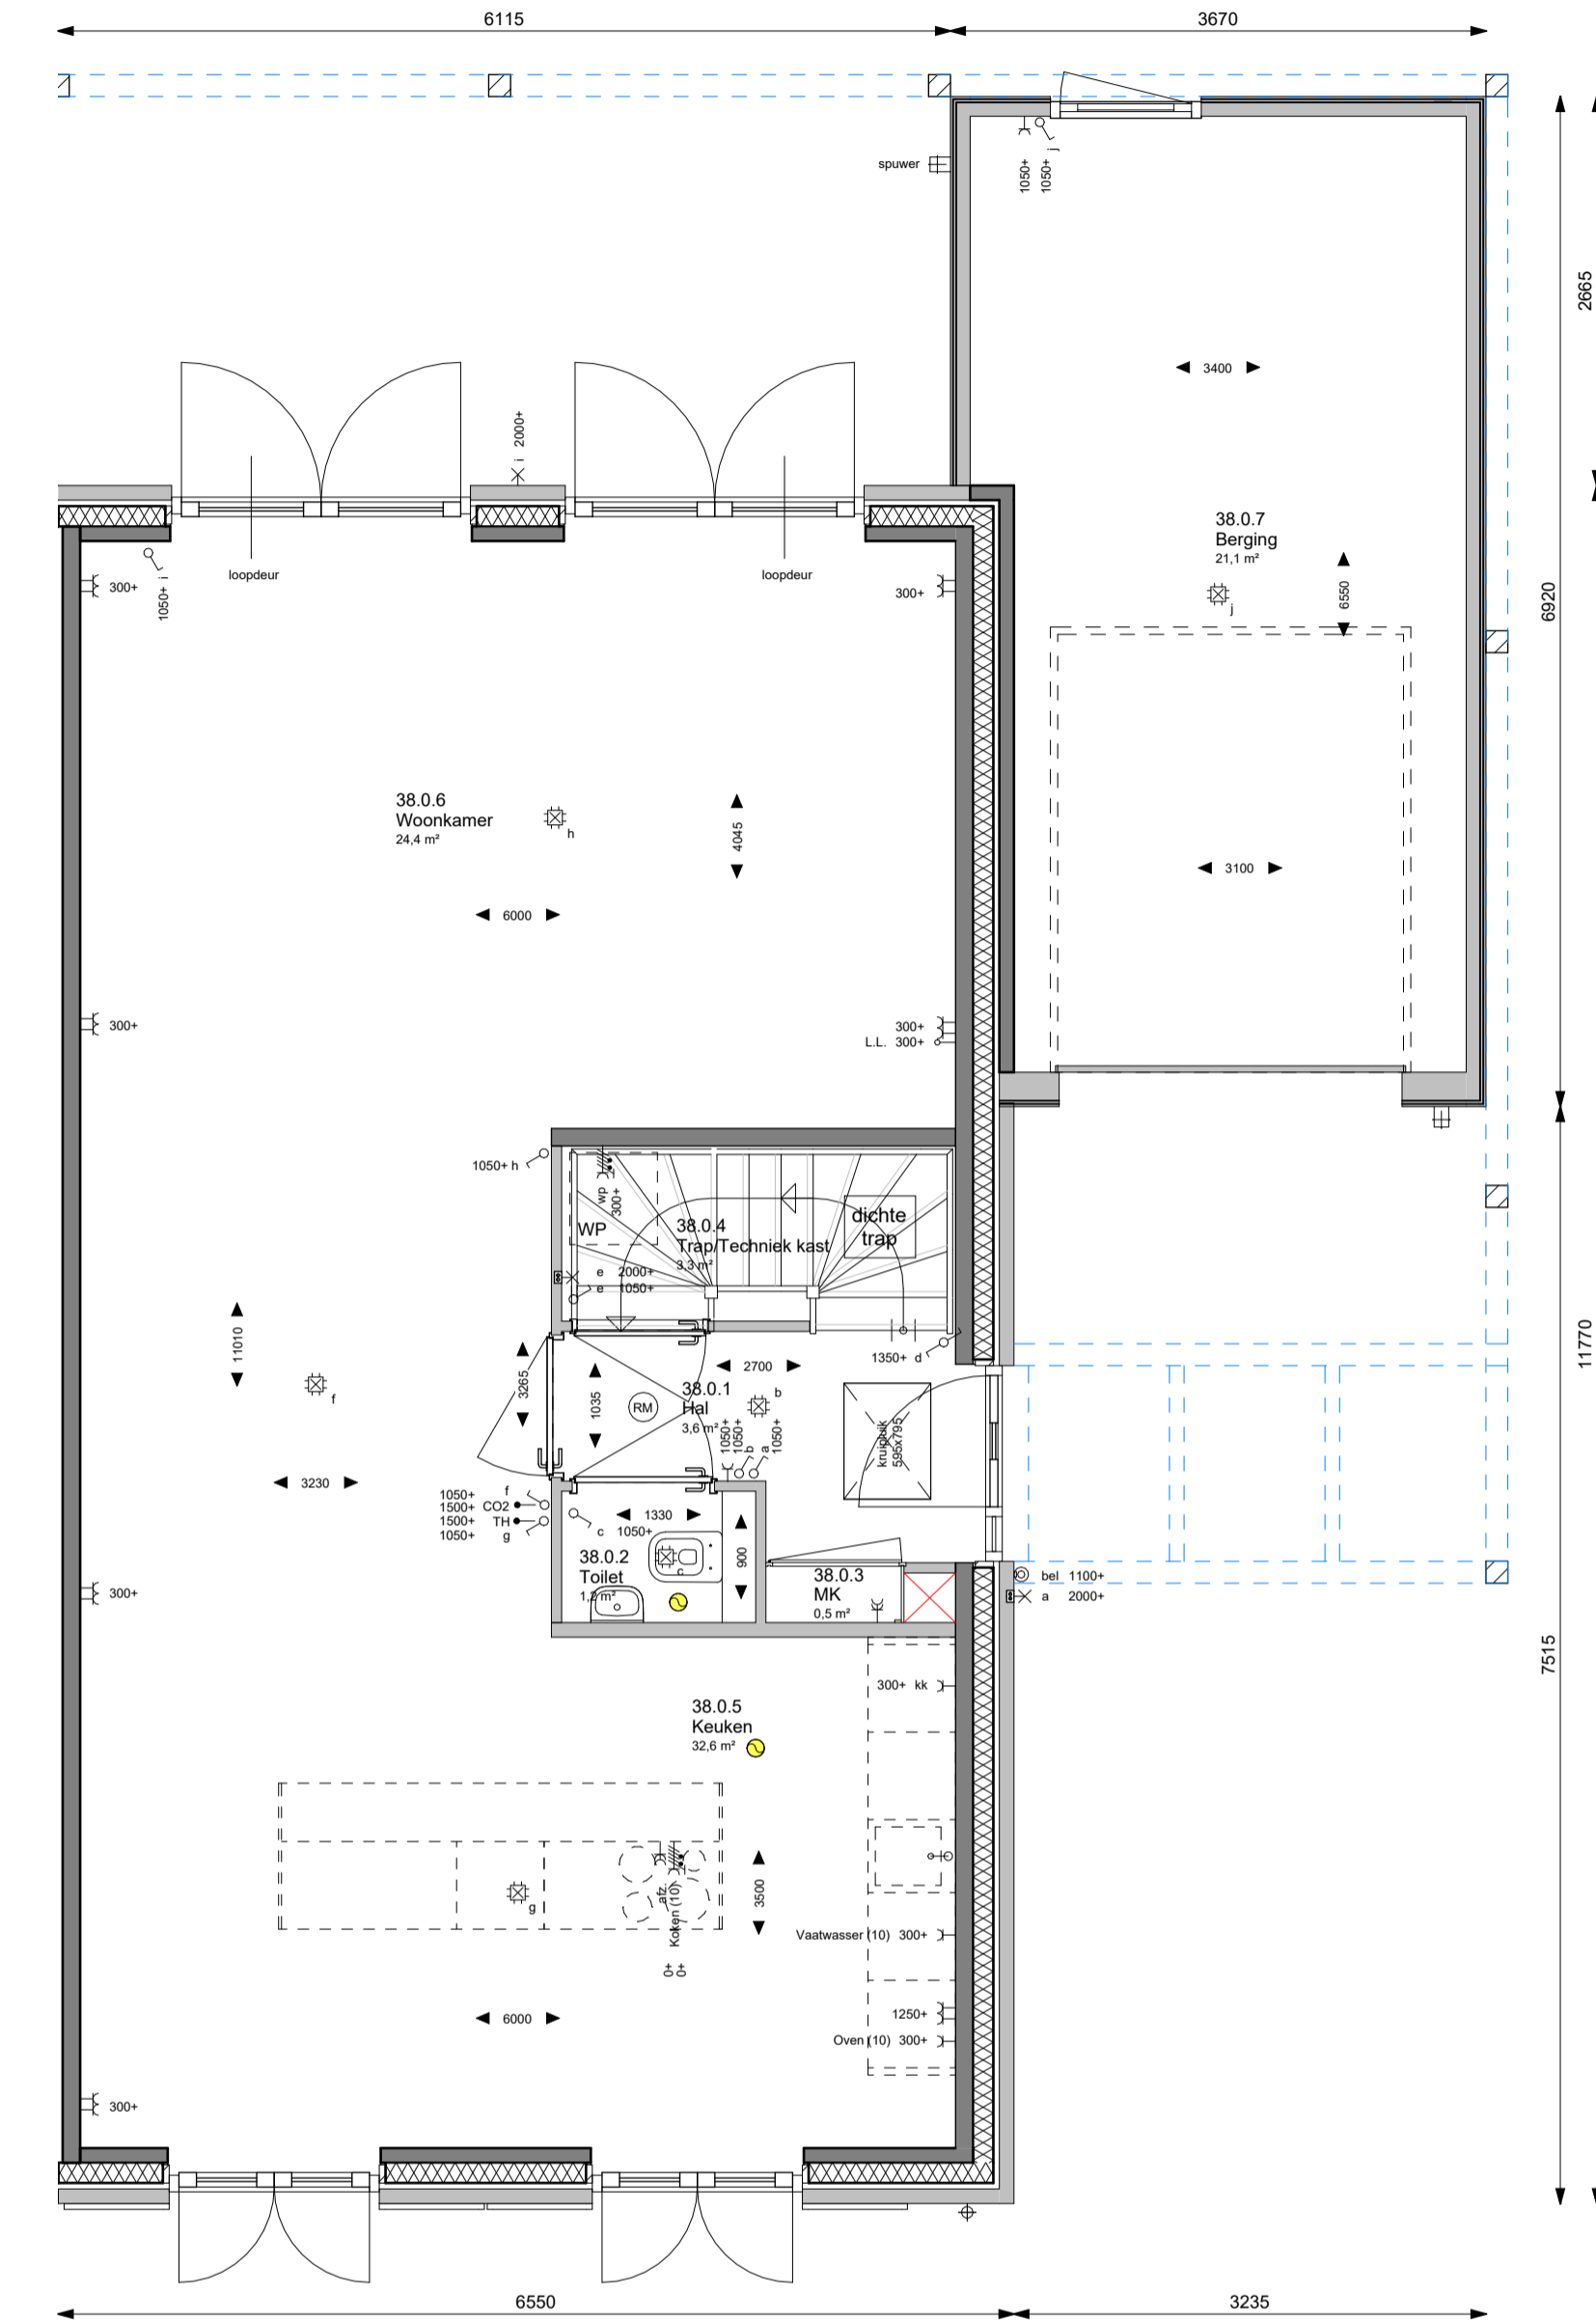 6115
3670
spuwer
1050+
1050+ j
2665
3400
i 2000+
loopdeur
loopdeur
300+
1050+ i
300+
38.0.7
Berging
21,1 m²
j
6550
6920
38.0.6
Woonkamer
24,4 m²
h
4045
6000
3100
300+
300+
L.L. 300+
1050+ h
wp
300+
WP
38.0.4
Trap/Techniek kast
3,3 m²
dichte
trap
e 2000+
e 1050+
11010
f
3265
1035
RM
2700
1350+ d
38.0.1
Hal
3,6 m²
b
1050+
1050+ b
a 1050+
kruipluik
595x795
11770
3230
1050+ f
1500+ CO2
1500+ TH
1050+ g
1330
c 1050+
900
38.0.2
Toilet
1,2 m²
c
38.0.3
MK
0,5 m²
bel 1100+
a 2000+
300+
7515
300+ kk
38.0.5
Keuken
32,6 m²
g
afz.
Koken (10)
0+
0+
3500
Vaatwasser (10) 300+
1250+
Oven (10) 300+
6000
300+
6550
3235